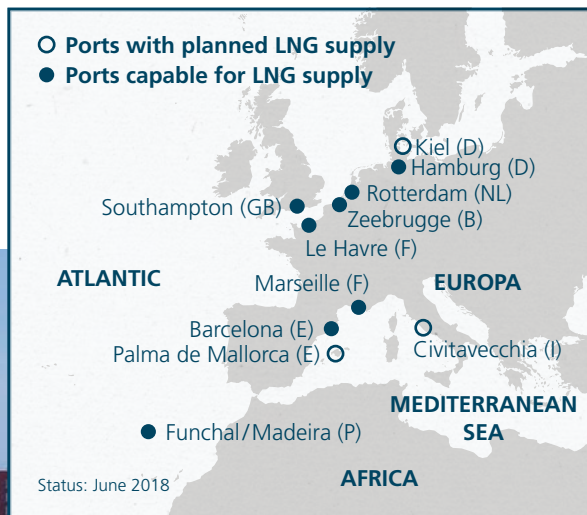 Ports with planned LNG supply
Ports capable for LNG supply
Kiel (D)
Hamburg (D)
Rotterdam (NL)
Southampton (GB)
Zeebrugge (B)
Le Havre (F)
ATLANTIC
Marseille (F)
EUROPA
Barcelona (E)
Palma de Mallorca (E)
Civitavecchia (I)
MEDITERRANEAN
SEA
Funchal/Madeira (P)
AFRICA
Status: June 2018